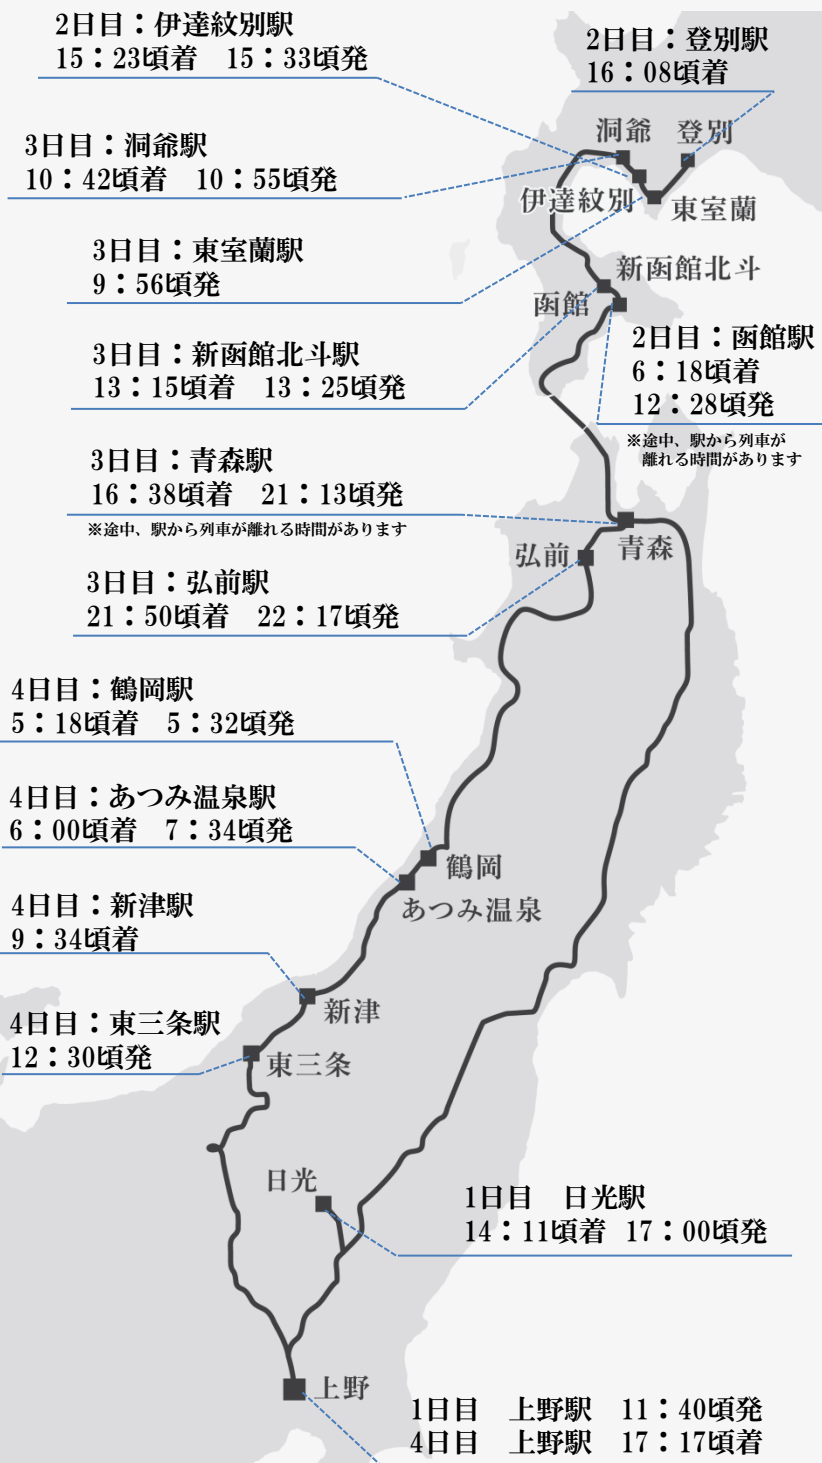 2日目：伊達紋別駅
15：23頃着　15：33頃発
2日目：登別駅
16：08頃着
洞爺　登別
3日目：洞爺駅
10：42頃着　10：55頃発
伊達紋別　東室蘭
3日目：東室蘭駅
9：56頃発
新函館北斗
函館
2日目：函館駅
6：18頃着
12：28頃発
※途中、駅から列車が
離れる時間があります
3日目：新函館北斗駅
13：15頃着　13：25頃発
3日目：青森駅
16：38頃着　21：13頃発
※途中、駅から列車が離れる時間があります
青森
弘前
3日目：弘前駅
21：50頃着　22：17頃発
4日目：鶴岡駅
5：18頃着　5：32頃発
4日目：あつみ温泉駅
6：00頃着　7：34頃発
鶴岡
あつみ温泉
4日目：新津駅
9：34頃着
新津
4日目：東三条駅
12：30頃発
東三条
日光
1日目　日光駅
14：11頃着　17：00頃発
上野
1日目　上野駅　11：40頃発
4日目　上野駅　17：17頃着